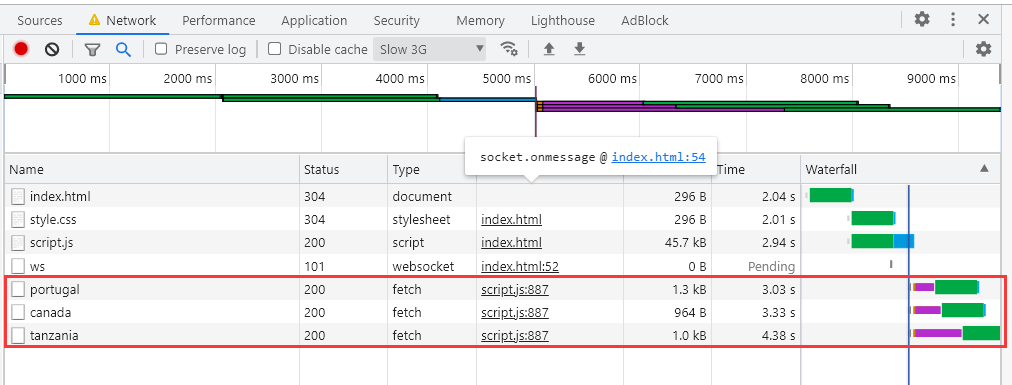 Sources Network Performance Application Security Memory Lighthouse AdBlock
Preserve log Disable cache Slow 3G
1000 ms 2000 ms 3000 ms 4000 ms 5000 ms 6000 ms 7000 ms 8000 ms 9000 ms
socket.onmessage @ index.html:54
Name Status Type Time Waterfall
index.html 304 document 296 B 2.04 s
style.css 304 stylesheet index.html 296 B 2.01 s
script.js 200 script index.html 45.7 kB 2.94 s
ws 101 websocket index.html:52 0 B Pending
portugal 200 fetch script.js:887 1.3 kB 3.03 s
canada 200 fetch script.js:887 964 B 3.33 s
tanzania 200 fetch script.js:887 1.0 kB 4.38 s